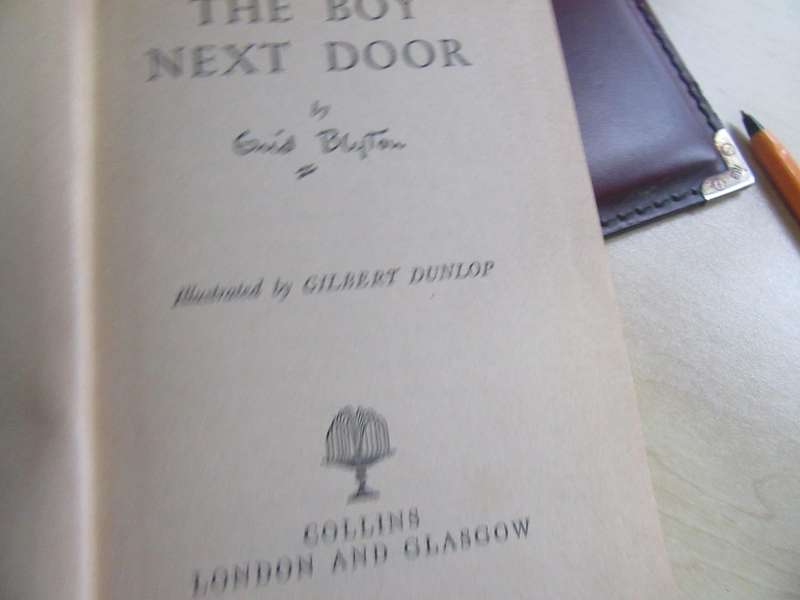 THE BOY
NEXT DOOR
by
Enid Blyton
Illustrated by GILBERT DUNLOP
COLLINS
LONDON AND GLASGOW